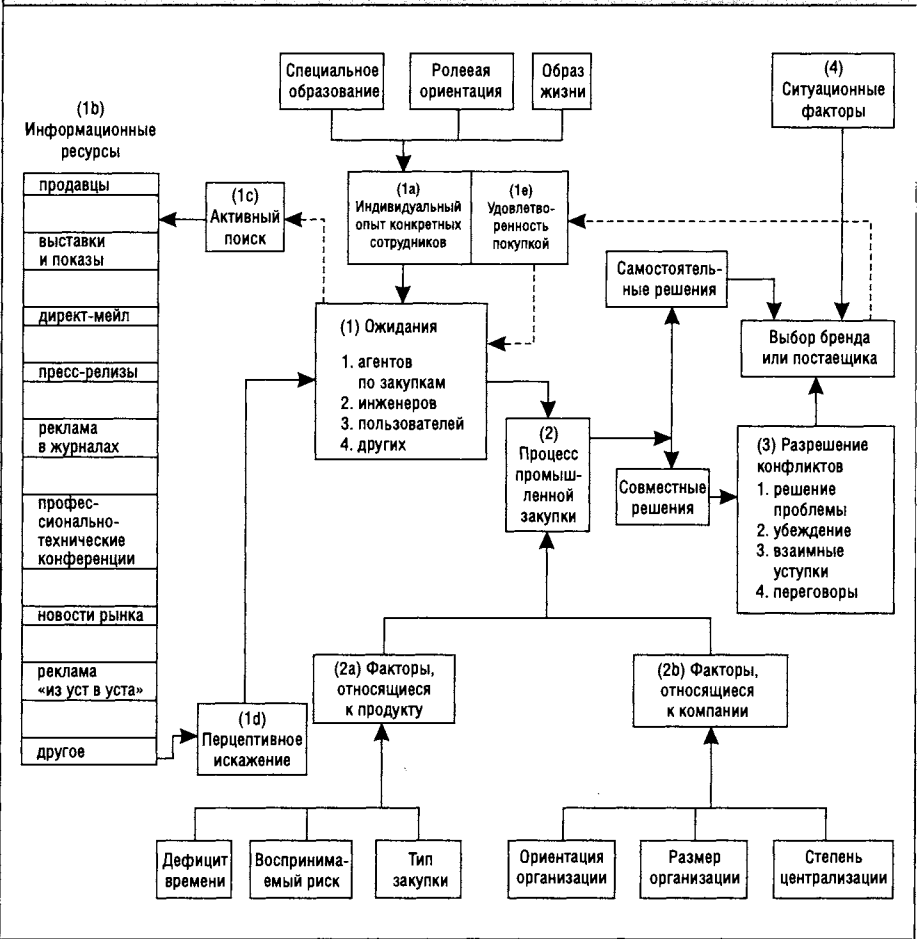 Специальное
образование
Ролееая
ориентация
Образ
жизни
(4)
Ситуационные
факторы
(1b)
Информационные
ресурсы
продавцы
выставки
и показы
директ-мейл
пресс-релизы
реклама
в журналах
профес-
сионально-
технические
конференции
новости рынка
реклама
«из уст в уста»
другое
(1c)
Активный
поиск
(1a)
Индивидуальный
опыт конкретных
сотрудников
(1e)
Удовлетво-
ренность
покупкой
(1) Ожидания
1. агентов
по закупкам
2. инженеров
3. пользователей
4. других
Самостоятель-
ные решения
Выбор бренда
или постаещика
(2)
Процесс
промыш-
ленной
закупки
Совместные
решения
(3) Разрешение
конфликтов
1. решение
проблемы
2. убеждение
3. взаимные
уступки
4. переговоры
(1d)
Перцептивное
искажение
(2a) Факторы,
относящиеся
к продукту
(2b) Факторы,
относящиеся
к компании
Дефицит
времени
Воспринима-
емый риск
Тип
закупки
Ориентация
организации
Размер
организации
Степень
централизации